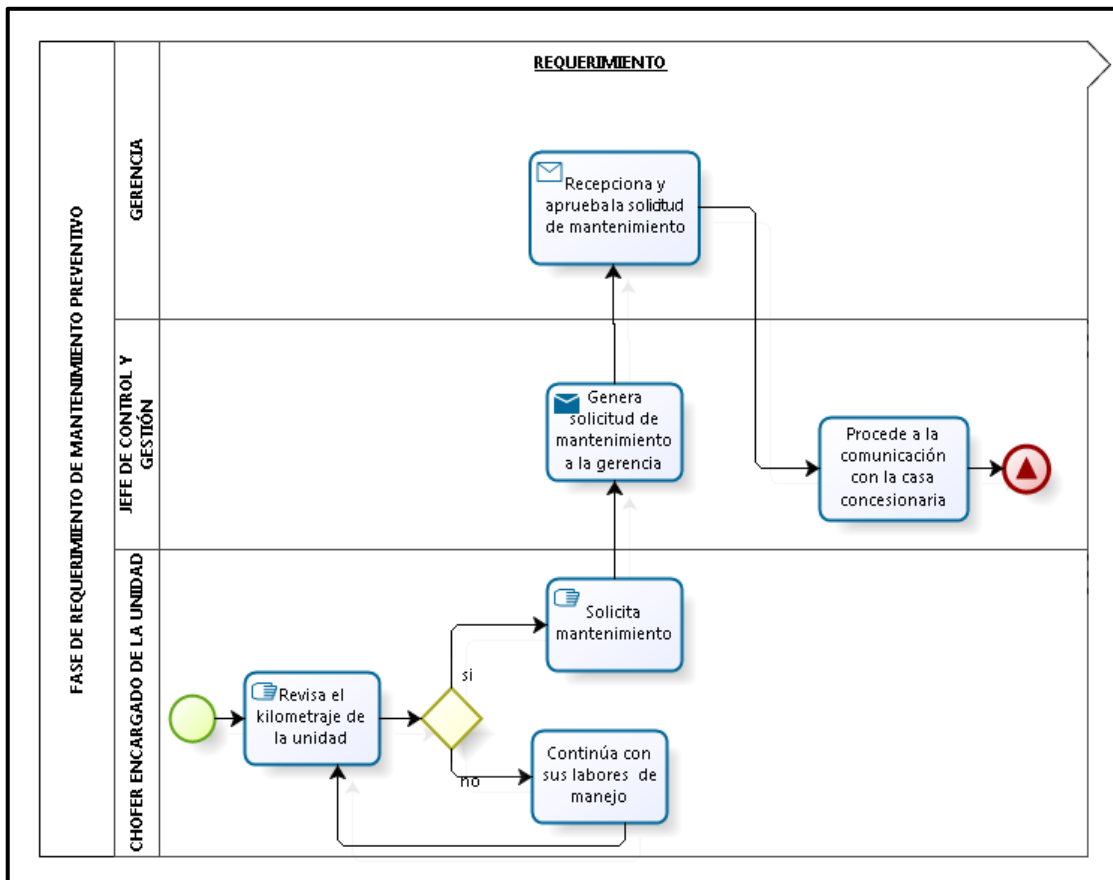 FASE DE REQUERIMIENTO DE MANTENIMIENTO PREVENTIVO
REQUERIMIENTO
GERENCIA
Recepciona y
aprueba la solicitud
de mantenimiento
JEFE DE CONTROL Y
GESTIÓN
Genera
solicitud de
mantenimiento
a la gerencia
Procede a la
comunicación
con la casa
concesionaria
CHOFER ENCARGADO DE LA UNIDAD
Revisa el
kilometraje de
la unidad
si
Solicita
mantenimiento
no
Continúa con
sus labores de
manejo